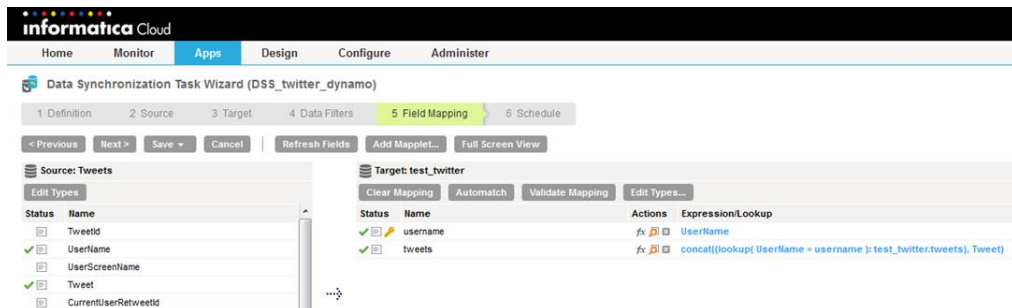 informatica Cloud
Home Monitor Apps Design Configure Administer
Data Synchronization Task Wizard (DSS_twitter_dynamo)
1 Definition 2 Source 3 Target 4 Data Filters 5 Field Mapping 6 Schedule
< Previous Next > Save Cancel Refresh Fields Add Mapplet... Full Screen View
Source: Tweets
Edit Types
Status Name
TweetId
UserName
UserScreenName
Tweet
CurrentUserRetweetId
Target: test_twitter
Clear Mapping Automatch Validate Mapping Edit Types...
Status Name Actions Expression/Lookup
username fx UserName
tweets fx concat((lookup( UserName = username ): test_twitter.tweets), Tweet)